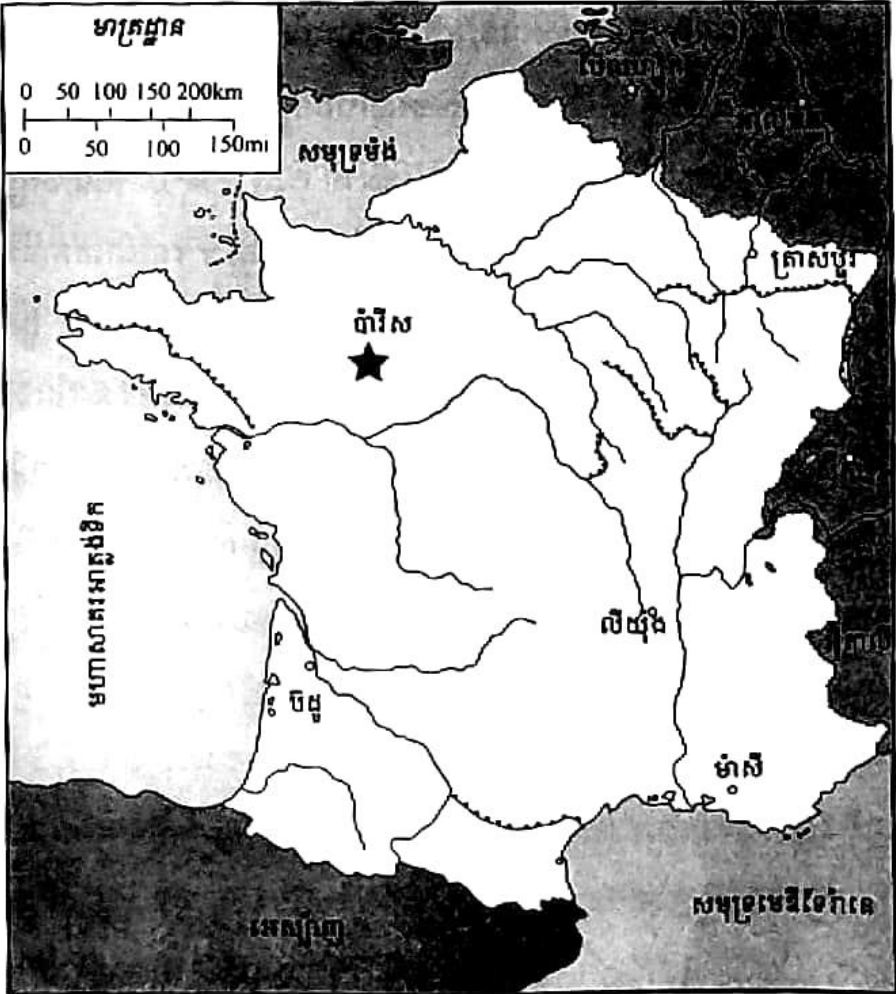 មាត្រដ្ឋាន
0 50 100 150 200km
0 50 100 150mi
សមុទ្រម៉ង់
ត្រាសបួរ
ប៉ារីស
មហាសាគរអាត្លង់ទិក
លីយ៉ុង
ប៊ដូ
ម៉ាសី
សមុទ្រមេឌីទែរ៉ាណេ
អេស្ប៉ាញ